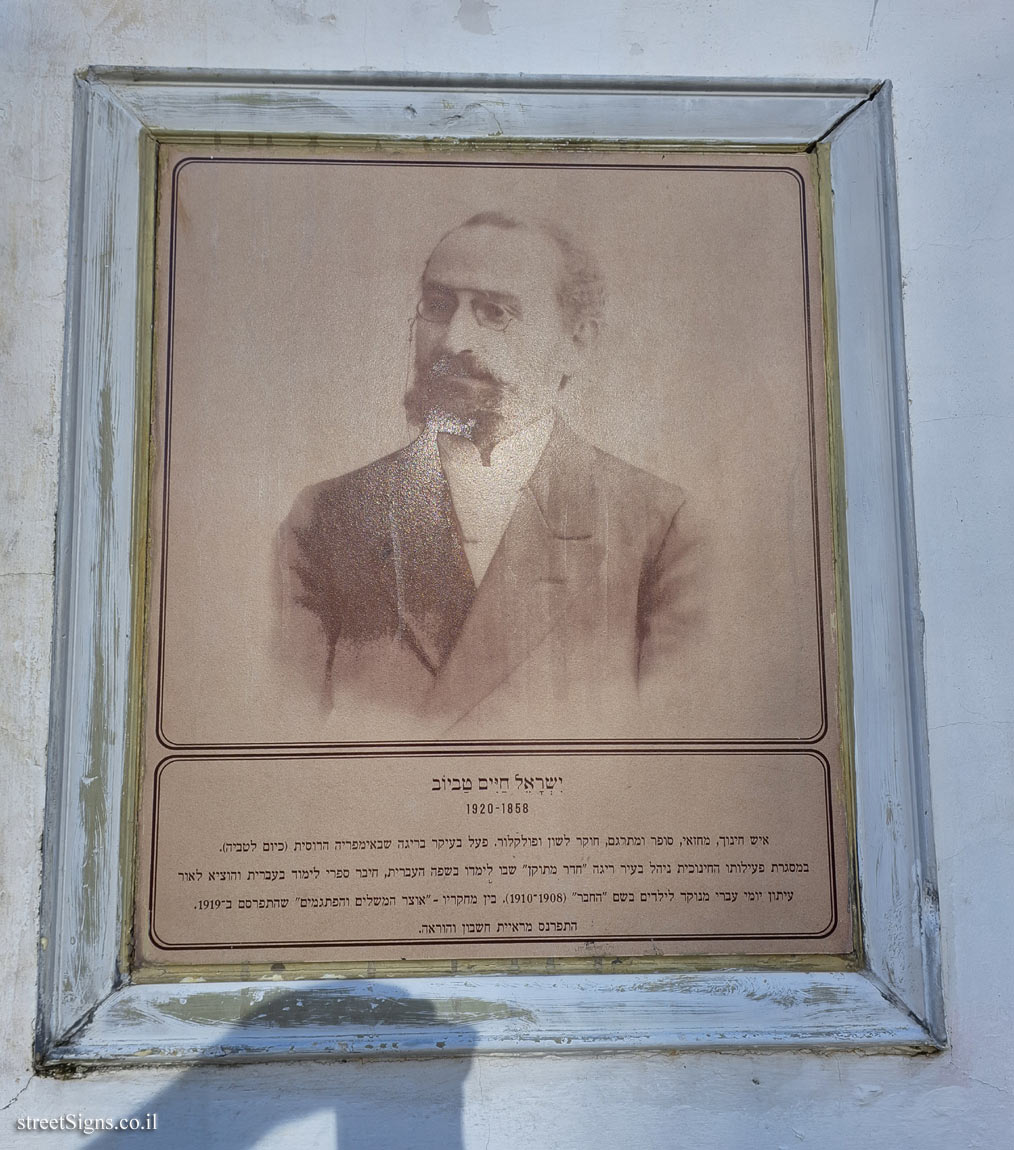 יִשְׂרָאֵל חַיִּים טַבְיוֹב
1920-1858
איש חינוך, מחזאי, סופר ומתרגם, חוקר לשון ופולקלור. פעל בעיקר בריגה שבאימפריה הרוסית (כיום לטביה).
במסגרת פעילותו החינוכית ניהל בעיר ריגה "חדר מתוקן" שבו לימדו בשפה העברית, חיבר ספרי לימוד בעברית והוציא לאור
עיתון יומי עברי מנוקד לילדים בשם "החבר" (1908־1910). בין מחקריו - "אוצר המשלים והפתגמים" שהתפרסם ב־1919.
התפרנס מראיית חשבון והוראה.
streetSigns.co.il